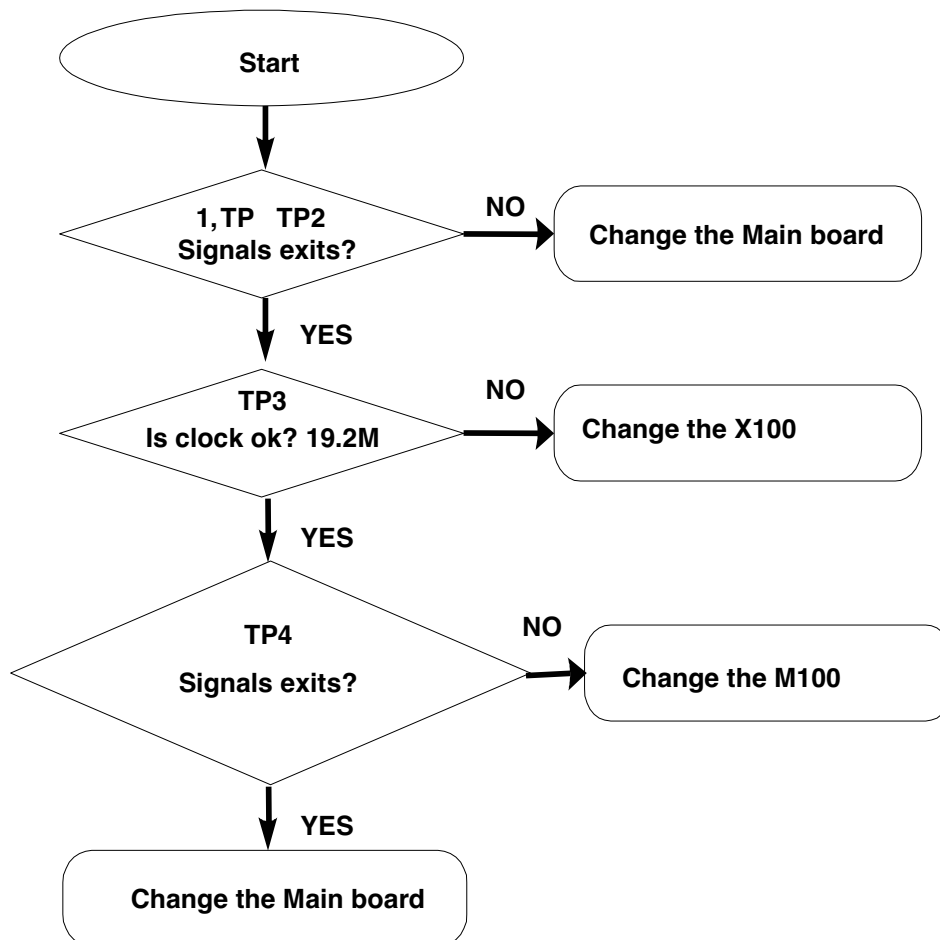 Start
1,TP TP2
Signals exits?
NO
Change the Main board
YES
TP3
Is clock ok? 19.2M
NO
Change the X100
YES
TP4
Signals exits?
NO
Change the M100
YES
Change the Main board